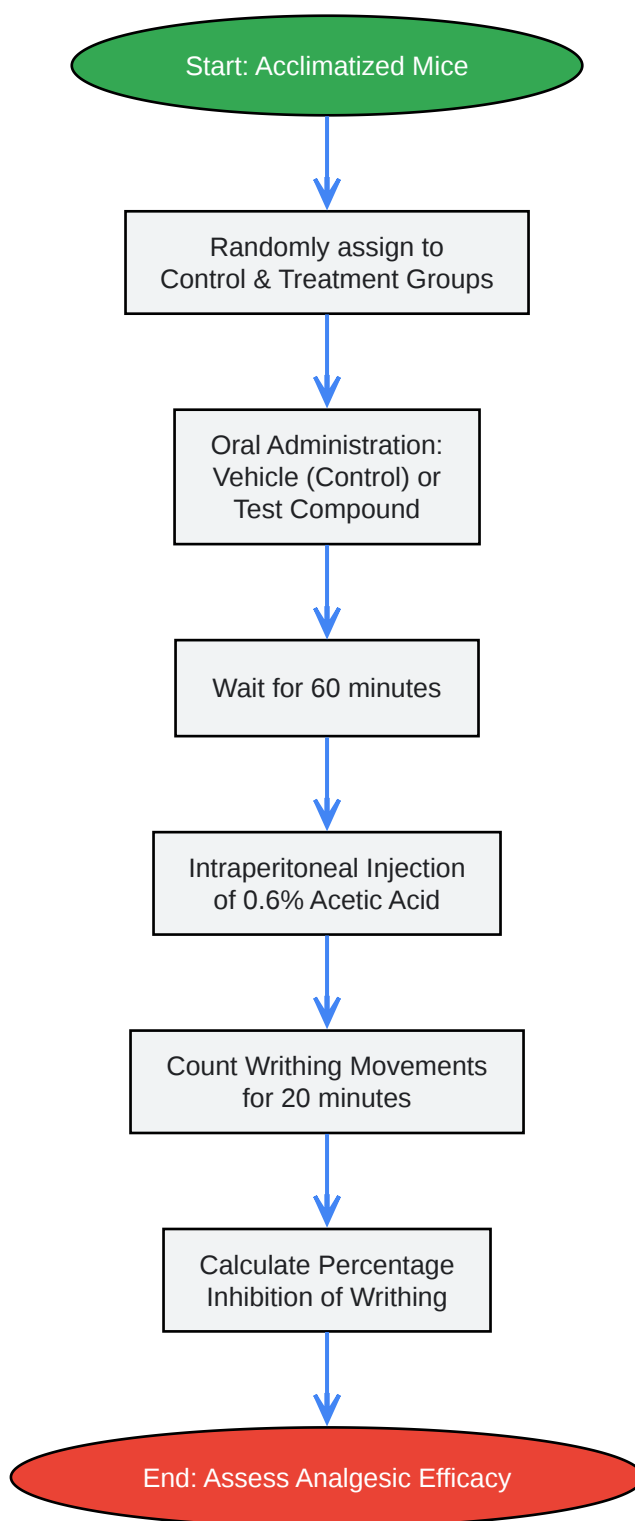 Start: Acclimatized Mice
Randomly assign to
Control & Treatment Groups
Oral Administration:
Vehicle (Control) or
Test Compound
Wait for 60 minutes
Intraperitoneal Injection
of 0.6% Acetic Acid
Count Writhing Movements
for 20 minutes
Calculate Percentage
Inhibition of Writhing
End: Assess Analgesic Efficacy